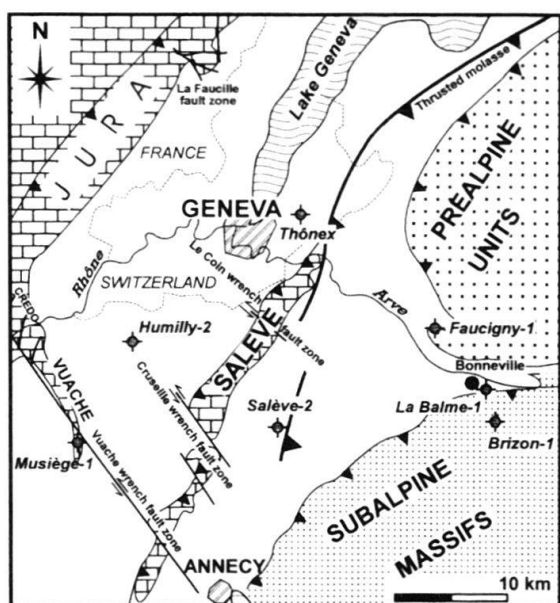 N
La Faucille
fault zone
JURA
FRANCE
Lake Geneva
Thrusted molasse
PREALPINE
UNITS
GENEVA
Thônex
Rhône
SWITZERLAND
Le Coin wrench
fault zone
Arve
CREDO
Humilly-2
SALÈVE
Faucigny-1
VUACHE
Cruseille wrench fault zone
Bonneville
Salève-2
La Balme-1
Brizon-1
Musiège-1
Vuache wrench fault zone
SUBALPINE
MASSIFS
ANNECY
10 km